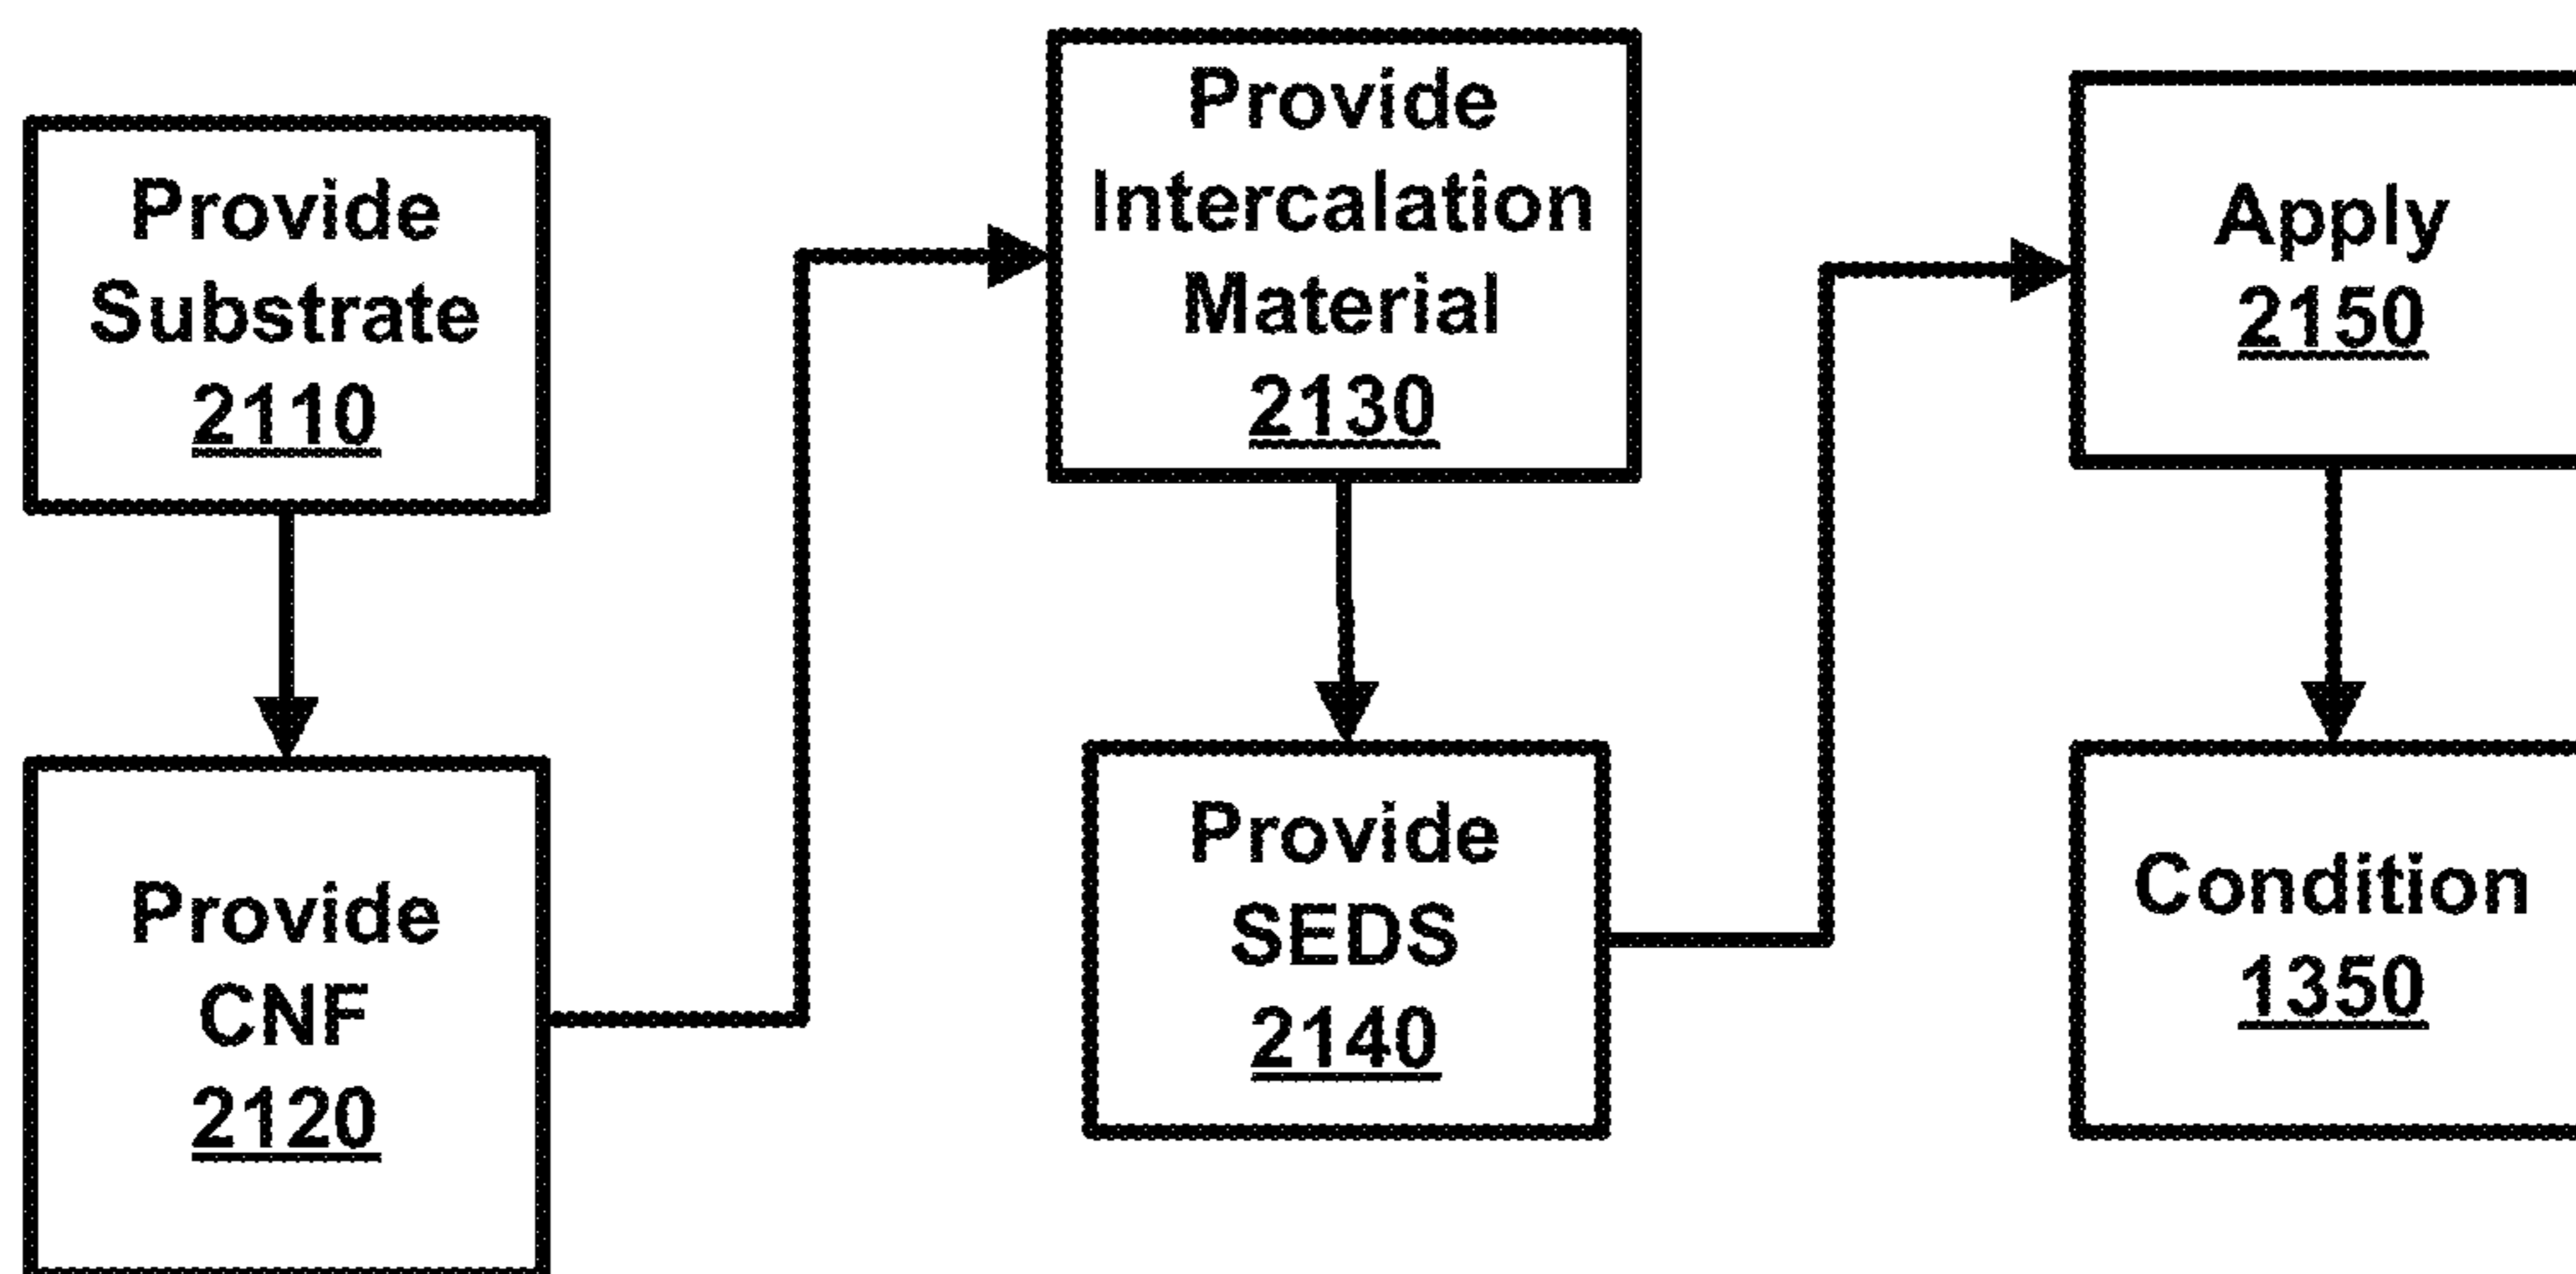 Provide
Substrate
2110
Provide
CNF
2120
Provide
Intercalation
Material
2130
Provide
SEDS
2140
Apply
2150
Condition
1350